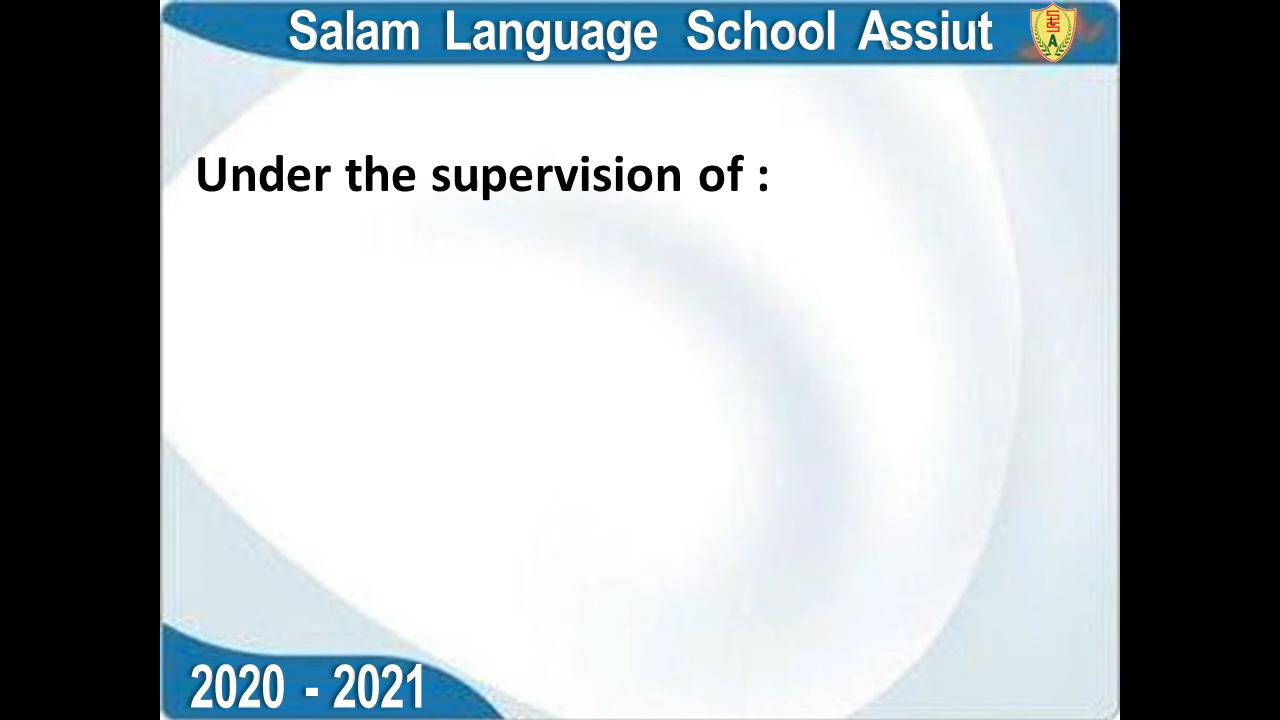 Salam Language School Assiut
Under the supervision of :
2020 - 2021